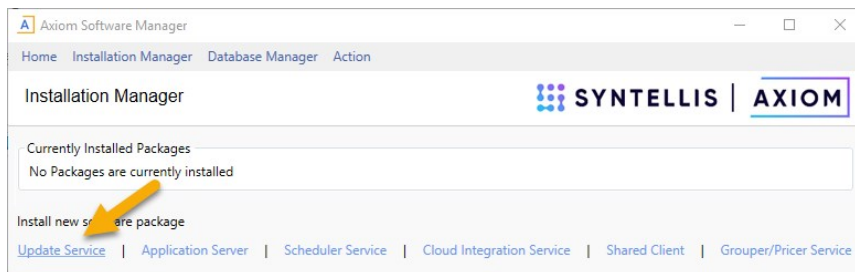 A Axiom Software Manager
Home Installation Manager Database Manager Action
Installation Manager
SYNTELLIS | AXIOM
Currently Installed Packages
No Packages are currently installed
Install new software package
Update Service | Application Server | Scheduler Service | Cloud Integration Service | Shared Client | Grouper/Pricer Service